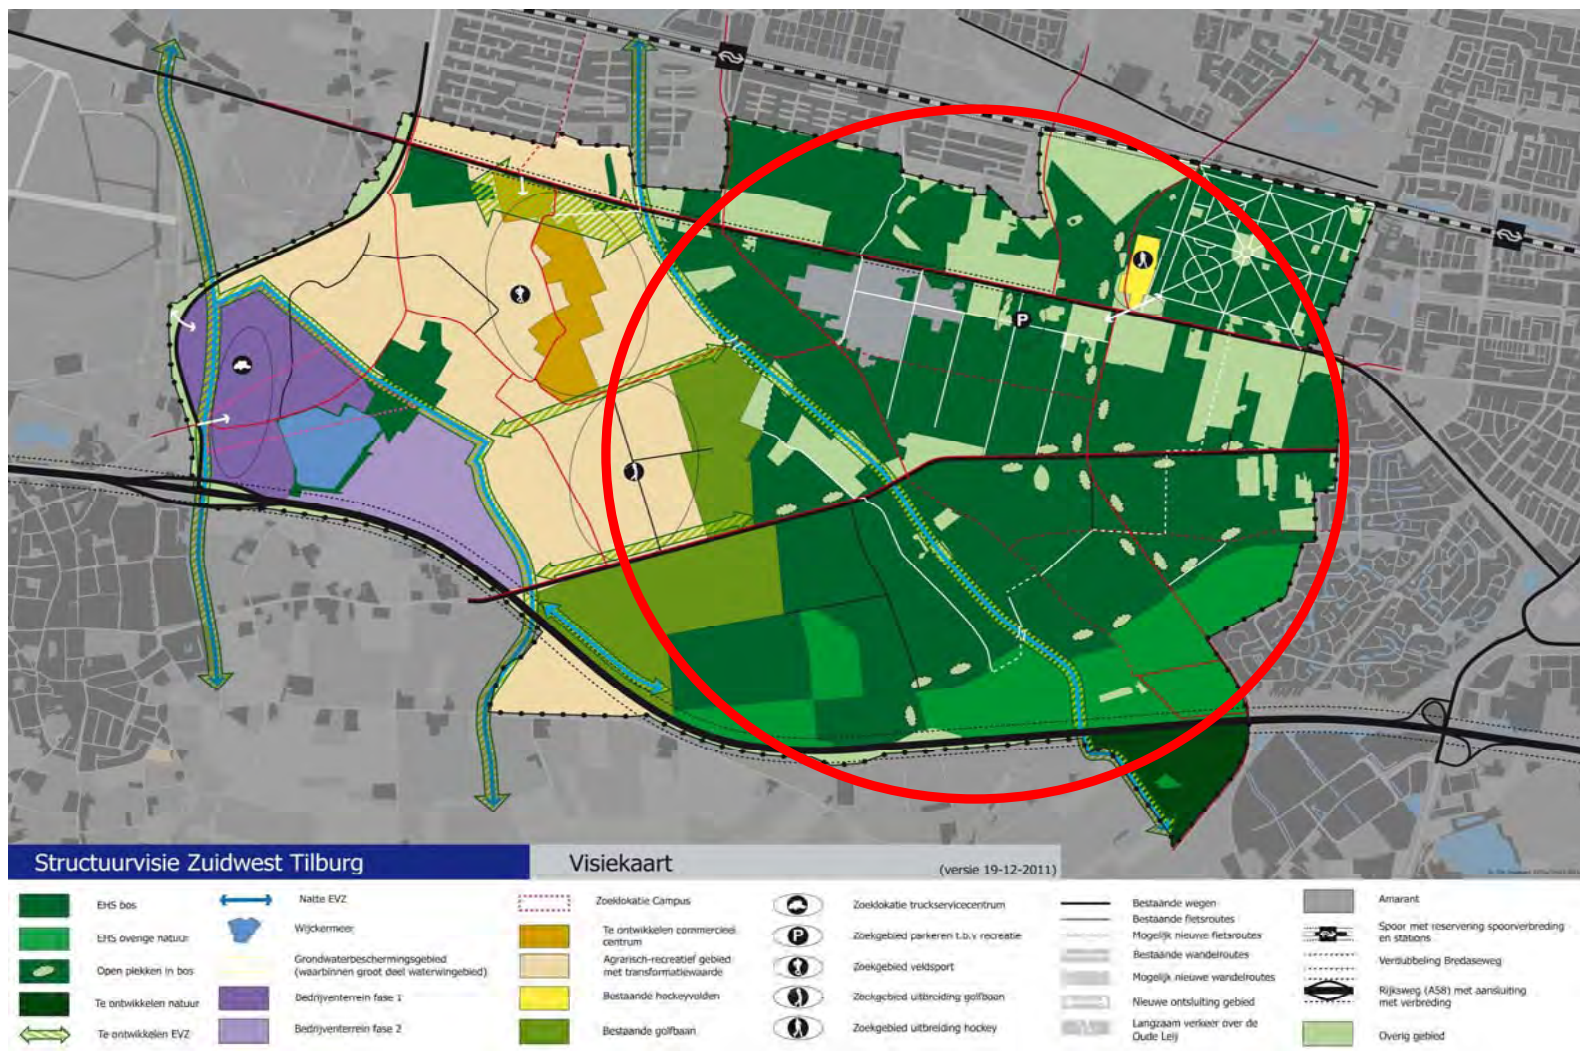 Structuurvisie Zuidwest Tilburg
Visiekaart
(versie 19-12-2011)
P
EHS bos
EHS overige natuur
Open plekken in bos
Te ontwikkelen natuur
Te ontwikkelen EVZ
Natte EVZ
Wijckermeer
Grondwaterbeschermingsgebied
(waarbinnen groot deel waterwingebied)
Bedrijventerrein fase 1
Bedrijventerrein fase 2
Zoeklokatie Campus
Te ontwikkelen commercieel
centrum
Agrarisch-recreatief gebied
met transformatiewaarde
Bestaande hockeyvelden
Bestaande golfbaan
Zoeklokatie truckservicecentrum
P
Zoekgebied parkeren t.b.v recreatie
Zoekgebied veldsport
Zoekgebied uitbreiding golfbaan
Zoekgebied uitbreiding hockey
Bestaande wegen
Bestaande fietsroutes
Mogelijk nieuwe fietsroutes
Bestaande wandelroutes
Mogelijk nieuwe wandelroutes
Nieuwe ontsluiting gebied
Langzaam verkeer over de
Oude Leij
Amarant
Spoor met reservering spoorverbreding
en stations
Verdubbeling Bredaseweg
Rijksweg (A58) met aansluiting
met verbreding
Overig gebied